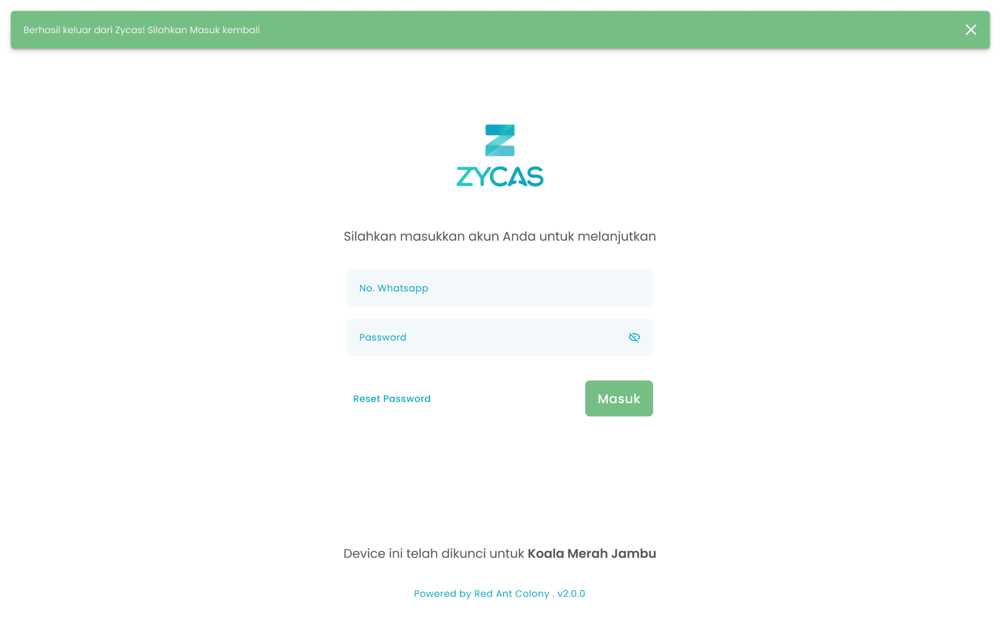 Berhasil keluar dari Zycas! Silahkan Masuk kembali
ZYCAS
Silahkan masukkan akun Anda untuk melanjutkan
No. Whatsapp
Password
Reset Password
Masuk
Device ini telah dikunci untuk Koala Merah Jambu
Powered by Red Ant Colony . v2.0.0